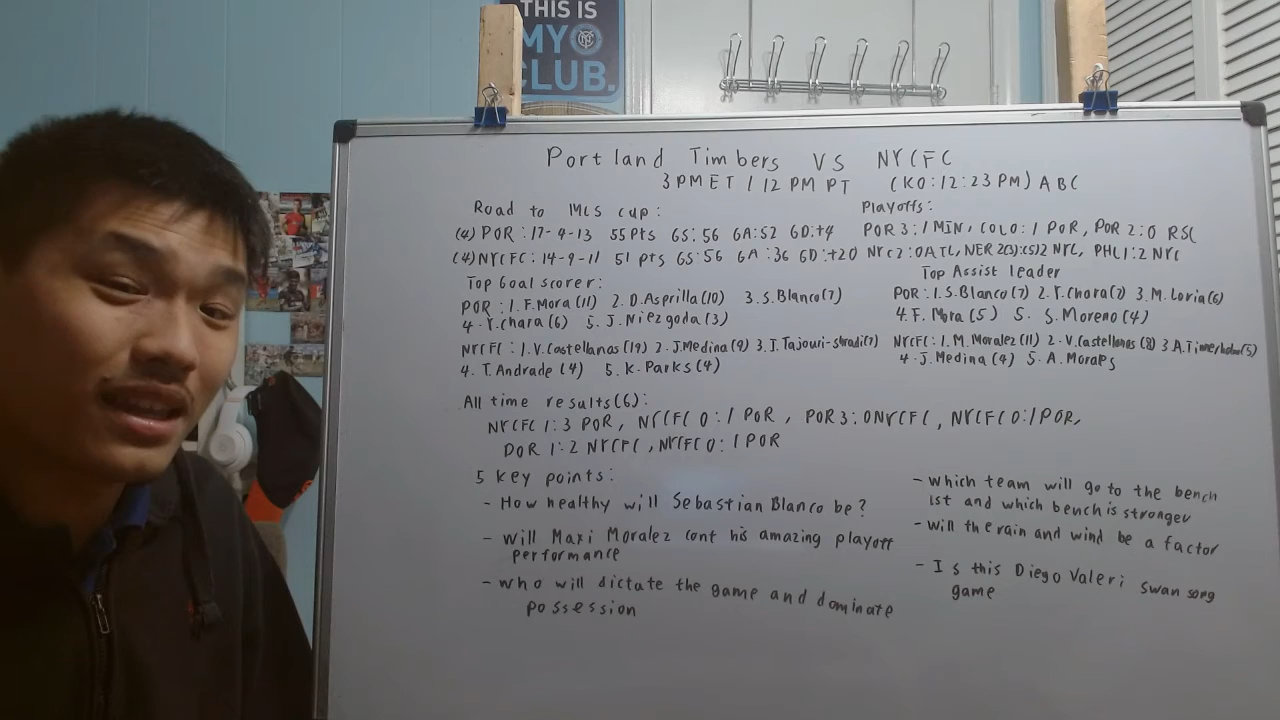 THIS IS
MY
CLUB.
Portland Timbers VS NYCFC
3 PM ET / 12 PM PT (KO:12:23 PM) ABC
Road to MLS cup:
(4) POR : 17-4-13 55 pts GS: 56 GA: 52 GD:+4
(4) NYCFC : 14-9-11 51 pts GS:56 GA : 36 GD :+20
Top Goal scorer:
POR: 1. F. Mora (11) 2. D. Asprilla (10) 3. S. Blanco (7)
4. Y. Chara (6) 5. J. Niezgoda (3)
NYCFC : 1. V. Castellanos (19) 2. J. Medina (9) 3. I. Tajouri-shradi (7)
4. T. Andrade (4) 5. K. Parks (4)
Playoffs:
POR 3:1 MIN, COLO:1 POR, POR 2:0 RSL
NYC 2:0 ATL, NER 2(3):(5)2 NYC, PHL 1:2 NYC
Top Assist leader
POR: 1. S. Blanco (7) 2. Y. Chara (7) 3. M. Loria (6)
4. F. Mora (5) 5. S. Moreno (4)
NYCFC: 1. M. Moralez (11) 2. V. Castellanos (8) 3 A.
4. J. Medina (4) 5. A. Morales
All time results(6):
NYCFC 1:3 POR, NYCFC 0:1 POR, POR 3:0 NYCFC, NYCFC 0:1 POR,
POR 1:2 NYCFC, NYCFC 0:1 POR
5 key points:
- How healthy will Sebastian Blanco be?
- will Maxi Moralez cont his amazing playoff
performance
- who will dictate the game and dominate
possession
- which team will go to the bench
1st and which bench is stronger
- will the rain and wind be a factor
- Is this Diego Valeri swan song
game